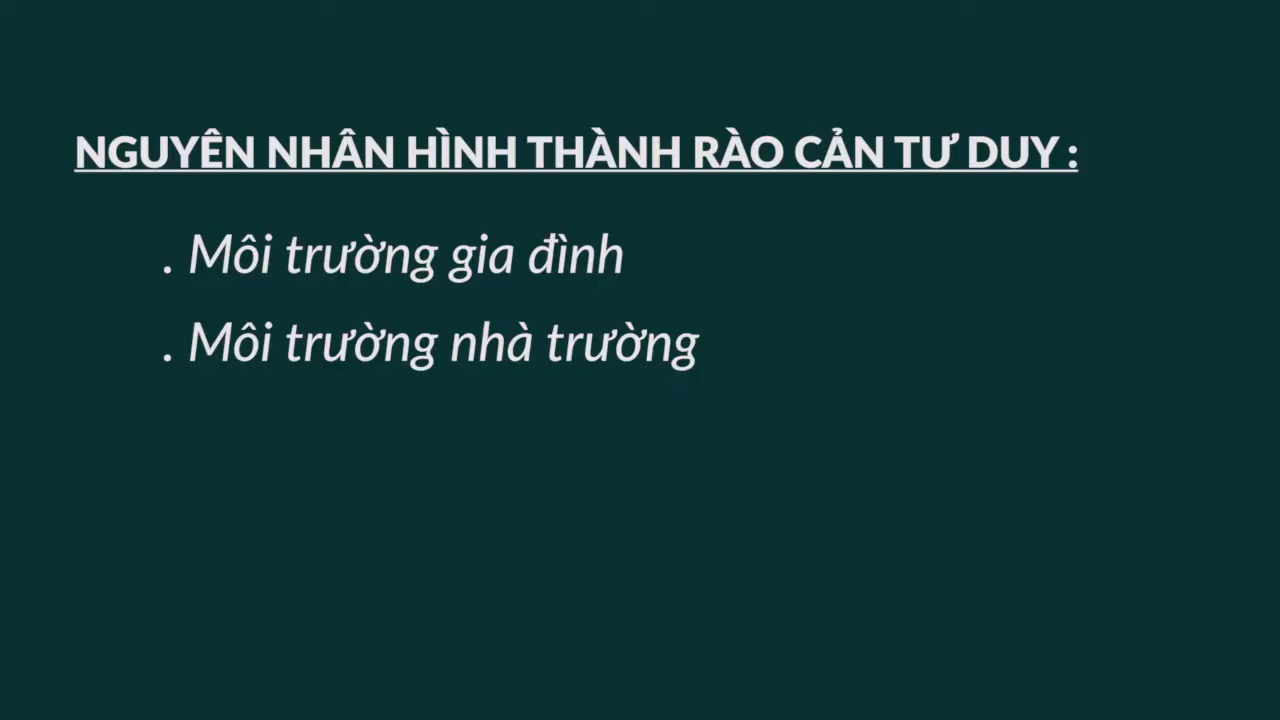 NGUYÊN NHÂN HÌNH THÀNH RÀO CẢN TƯ DUY :
. Môi trường gia đình
. Môi trường nhà trường